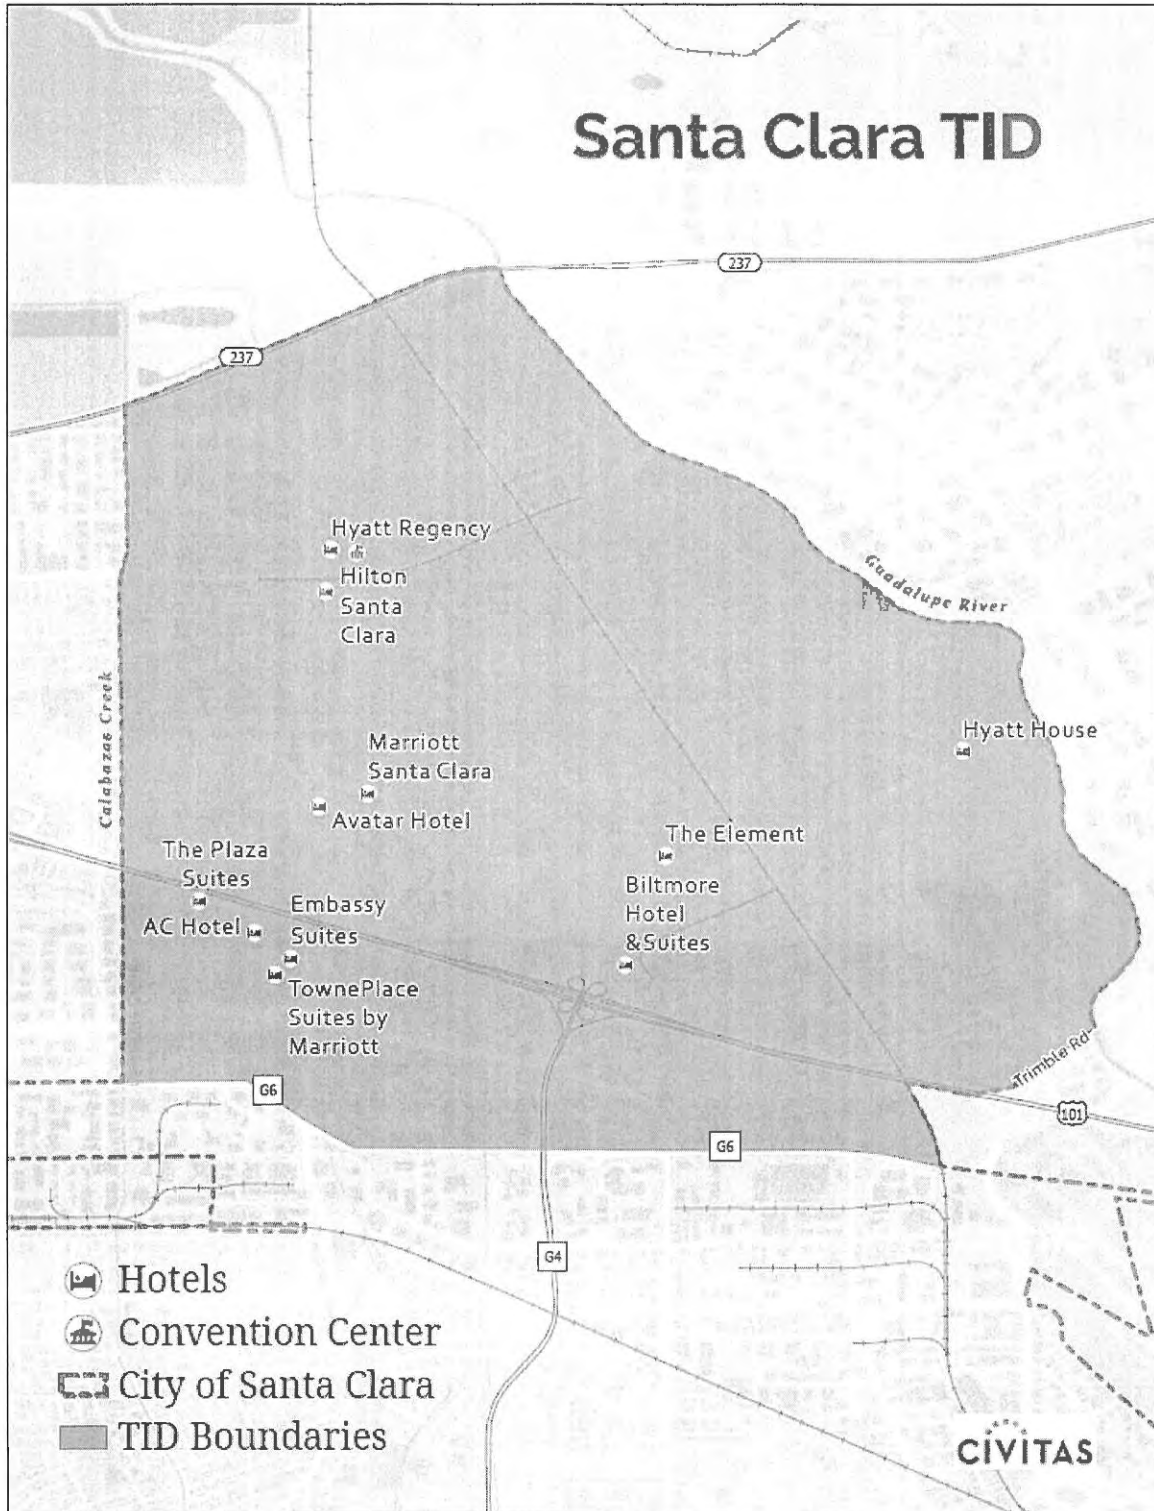 Santa Clara TID
237
237
Hyatt Regency
Hilton
Santa
Clara
Guadalupe River
Calabazas Creek
Hyatt House
Marriott
Santa Clara
Avatar Hotel
The Element
The Plaza
Suites
Biltmore
Hotel
&Suites
Embassy
Suites
AC Hotel
TownePlace
Suites by
Marriott
Trimble Rd
G6
101
G6
G4
Hotels
Convention Center
City of Santa Clara
TID Boundaries
CIVITAS